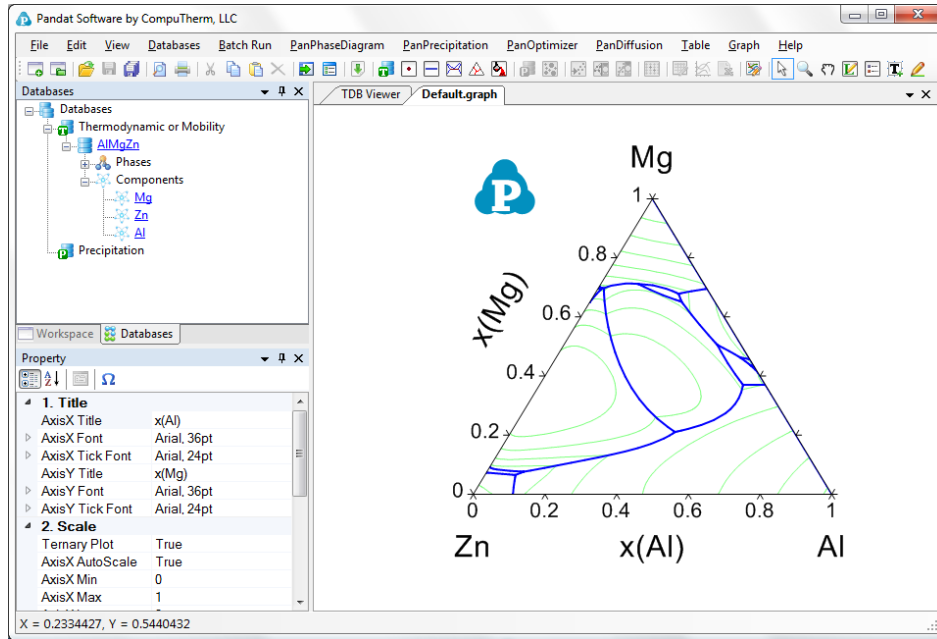 Pandat Software by CompuTherm, LLC
File Edit View Databases Batch Run PanPhaseDiagram PanPrecipitation PanOptimizer PanDiffusion Table Graph Help
Databases
TDB Viewer Default.graph
Databases
Thermodynamic or Mobility
AlMgZn
Phases
Components
Mg
Zn
Al
Precipitation
Workspace Databases
Property
1. Title
AxisX Title x(Al)
AxisX Font Arial, 36pt
AxisX Tick Font Arial, 24pt
AxisY Title x(Mg)
AxisY Font Arial, 36pt
AxisY Tick Font Arial, 24pt
2. Scale
Ternary Plot True
AxisX AutoScale True
AxisX Min 0
AxisX Max 1
P
Mg
1
0.8
x(Mg)
0.6
0.4
0.2
0
0 0.2 0.4 0.6 0.8 1
Zn x(Al) Al
X = 0.2334427, Y = 0.5440432